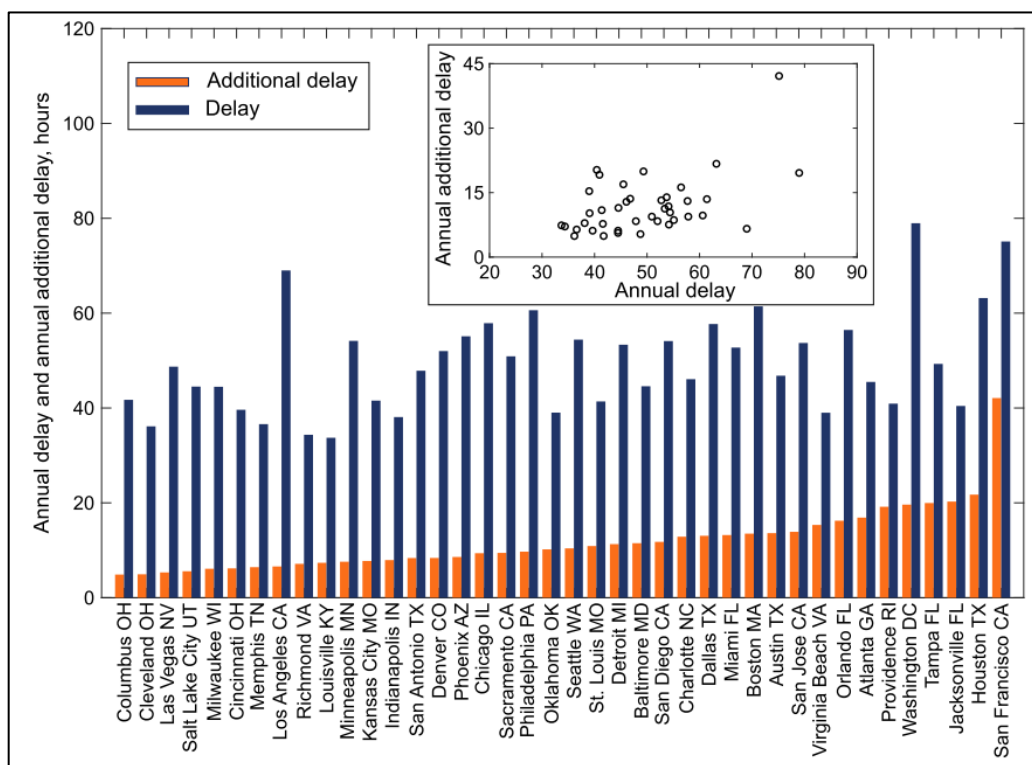 120
100
80
60
40
20
0
Annual delay and annual additional delay, hours
Additional delay
Delay
45
30
15
0
Annual additional delay
20 30 40 50 60 70 80 90
Annual delay
Columbus OH
Cleveland OH
Las Vegas NV
Salt Lake City UT
Milwaukee WI
Cincinnati OH
Memphis TN
Los Angeles CA
Richmond VA
Louisville KY
Minneapolis MN
Kansas City MO
Indianapolis IN
San Antonio TX
Denver CO
Phoenix AZ
Chicago IL
Sacramento CA
Philadelphia PA
Oklahoma OK
Seattle WA
St. Louis MO
Detroit MI
Baltimore MD
San Diego CA
Charlotte NC
Dallas TX
Miami FL
Boston MA
Austin TX
San Jose CA
Virginia Beach VA
Orlando FL
Atlanta GA
Providence RI
Washington DC
Tampa FL
Jacksonville FL
Houston TX
San Francisco CA